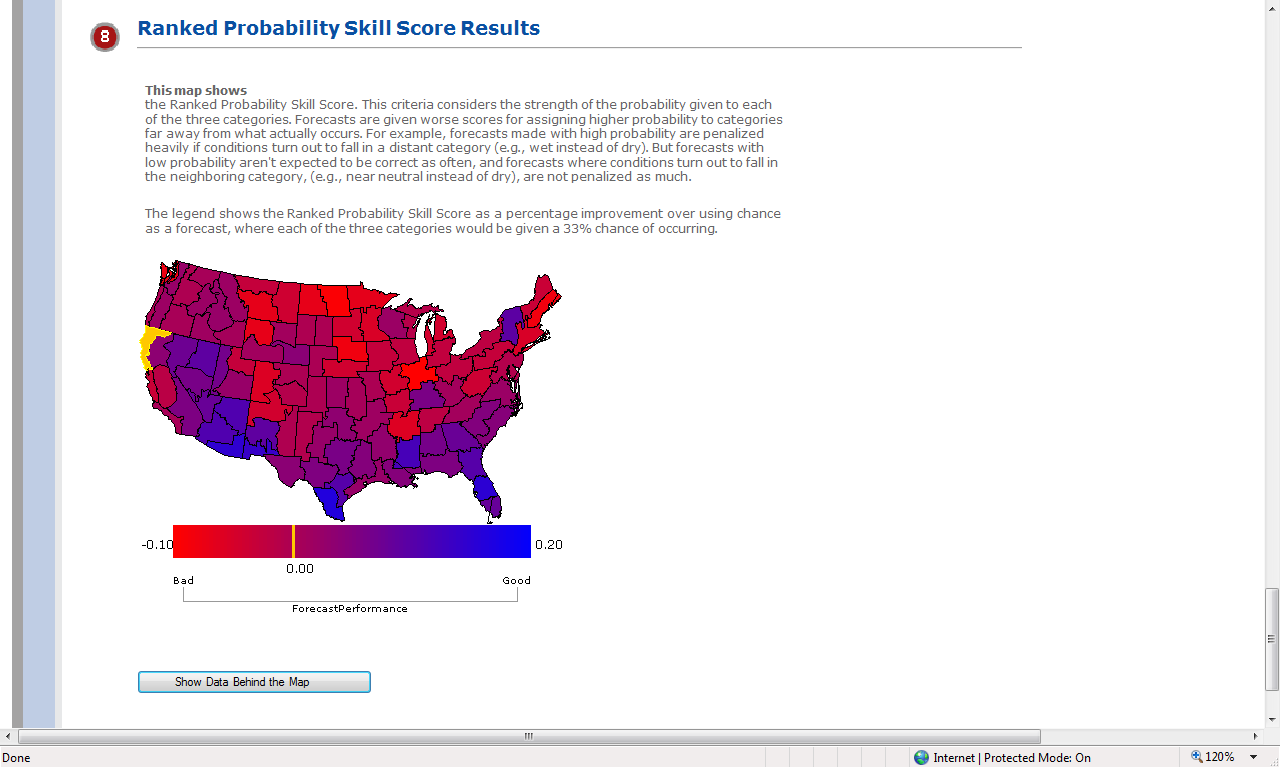 8
Ranked Probability Skill Score Results
This map shows
the Ranked Probability Skill Score. This criteria considers the strength of the probability given to each
of the three categories. Forecasts are given worse scores for assigning higher probability to categories
far away from what actually occurs. For example, forecasts made with high probability are penalized
heavily if conditions turn out to fall in a distant category (e.g., wet instead of dry). But forecasts with
low probability aren't expected to be correct as often, and forecasts where conditions turn out to fall in
the neighboring category, (e.g., near neutral instead of dry), are not penalized as much.
The legend shows the Ranked Probability Skill Score as a percentage improvement over using chance
as a forecast, where each of the three categories would be given a 33% chance of occurring.
-0.10
0.20
0.00
Bad
Good
ForecastPerformance
Show Data Behind the Map
Done
Internet | Protected Mode: On
120%